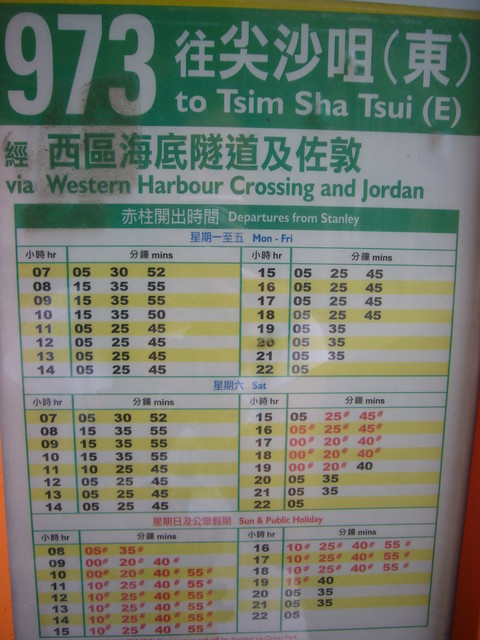 973
往尖沙咀(東)
to Tsim Sha Tsui (E)
經 西區海底隧道及佐敦
via Western Harbour Crossing and Jordan
赤柱開出時間 Departures from Stanley
星期一至五 Mon - Fri
小時 hr 分鐘 mins 小時 hr 分鐘 mins
07 05 30 52 15 05 25 45
08 15 35 55 16 05 25 45
09 15 35 55 17 05 25 45
10 15 35 50 18 05 25 45
11 05 25 45 19 05 35
12 05 25 45 20 05 35
13 05 25 45 21 05 35
14 05 25 45 22 05
星期六 Sat
小時 hr 分鐘 mins 小時 hr 分鐘 mins
07 05 30 52 15 05 25# 45#
08 15 35 55 16 05# 25# 45#
09 15 35 55 17 00# 20# 40#
10 15 35 55 18 00# 20# 40#
11 10 25 45 19 00# 20# 40
12 05 25 45 20 05 35
13 05 25 45 21 05 35
14 05 25 45 22 05
星期日及公眾假期 Sun & Public Holiday
小時 hr 分鐘 mins 小時 hr 分鐘 mins
08 05# 35# 16 10# 25# 40# 55#
09 00# 20# 40# 17 10# 25# 40# 55#
10 00# 20# 40# 55# 18 10# 25# 40# 55#
11 10# 25# 40# 55# 19 15# 40
12 10# 25# 40# 55# 20 05 35
13 10# 25# 40# 55# 21 05 35
14 10# 25# 40# 55# 22 05
15 10# 25# 40# 55#